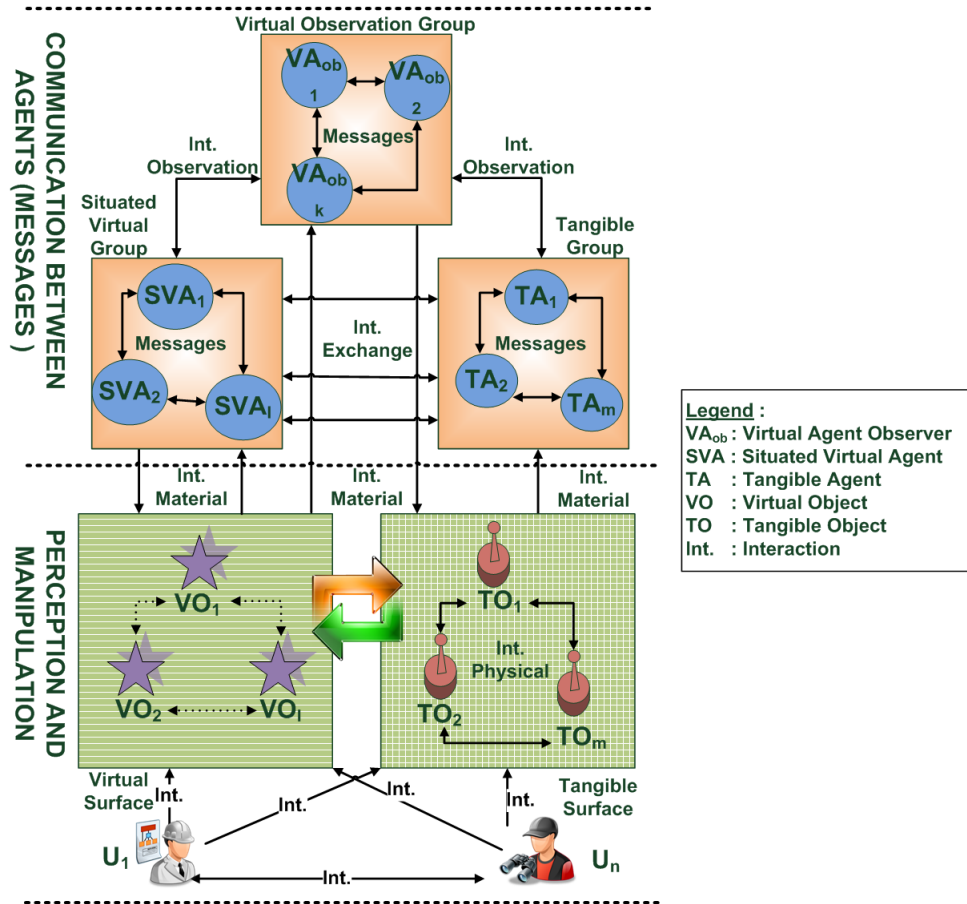 COMMUNICATION BETWEEN
AGENTS (MESSAGES )
Virtual Observation Group
VAob
1
VAob
2
Messages
VAob
k
Int.
Observation
Int.
Observation
Situated
Virtual
Group
Tangible
Group
SVA1
Messages
SVA2
SVAl
Int.
Exchange
TA1
Messages
TA2
TAm
Legend :
VAob : Virtual Agent Observer
SVA : Situated Virtual Agent
TA : Tangible Agent
VO : Virtual Object
TO : Tangible Object
Int. : Interaction
Int.
Material
Int.
Material
Int.
Material
PERCEPTION AND
MANIPULATION
VO1
VO2
VOl
TO1
Int.
Physical
TO2
TOm
Virtual
Surface
Tangible
Surface
Int.
Int.
Int.
Int.
U1
Un
Int.